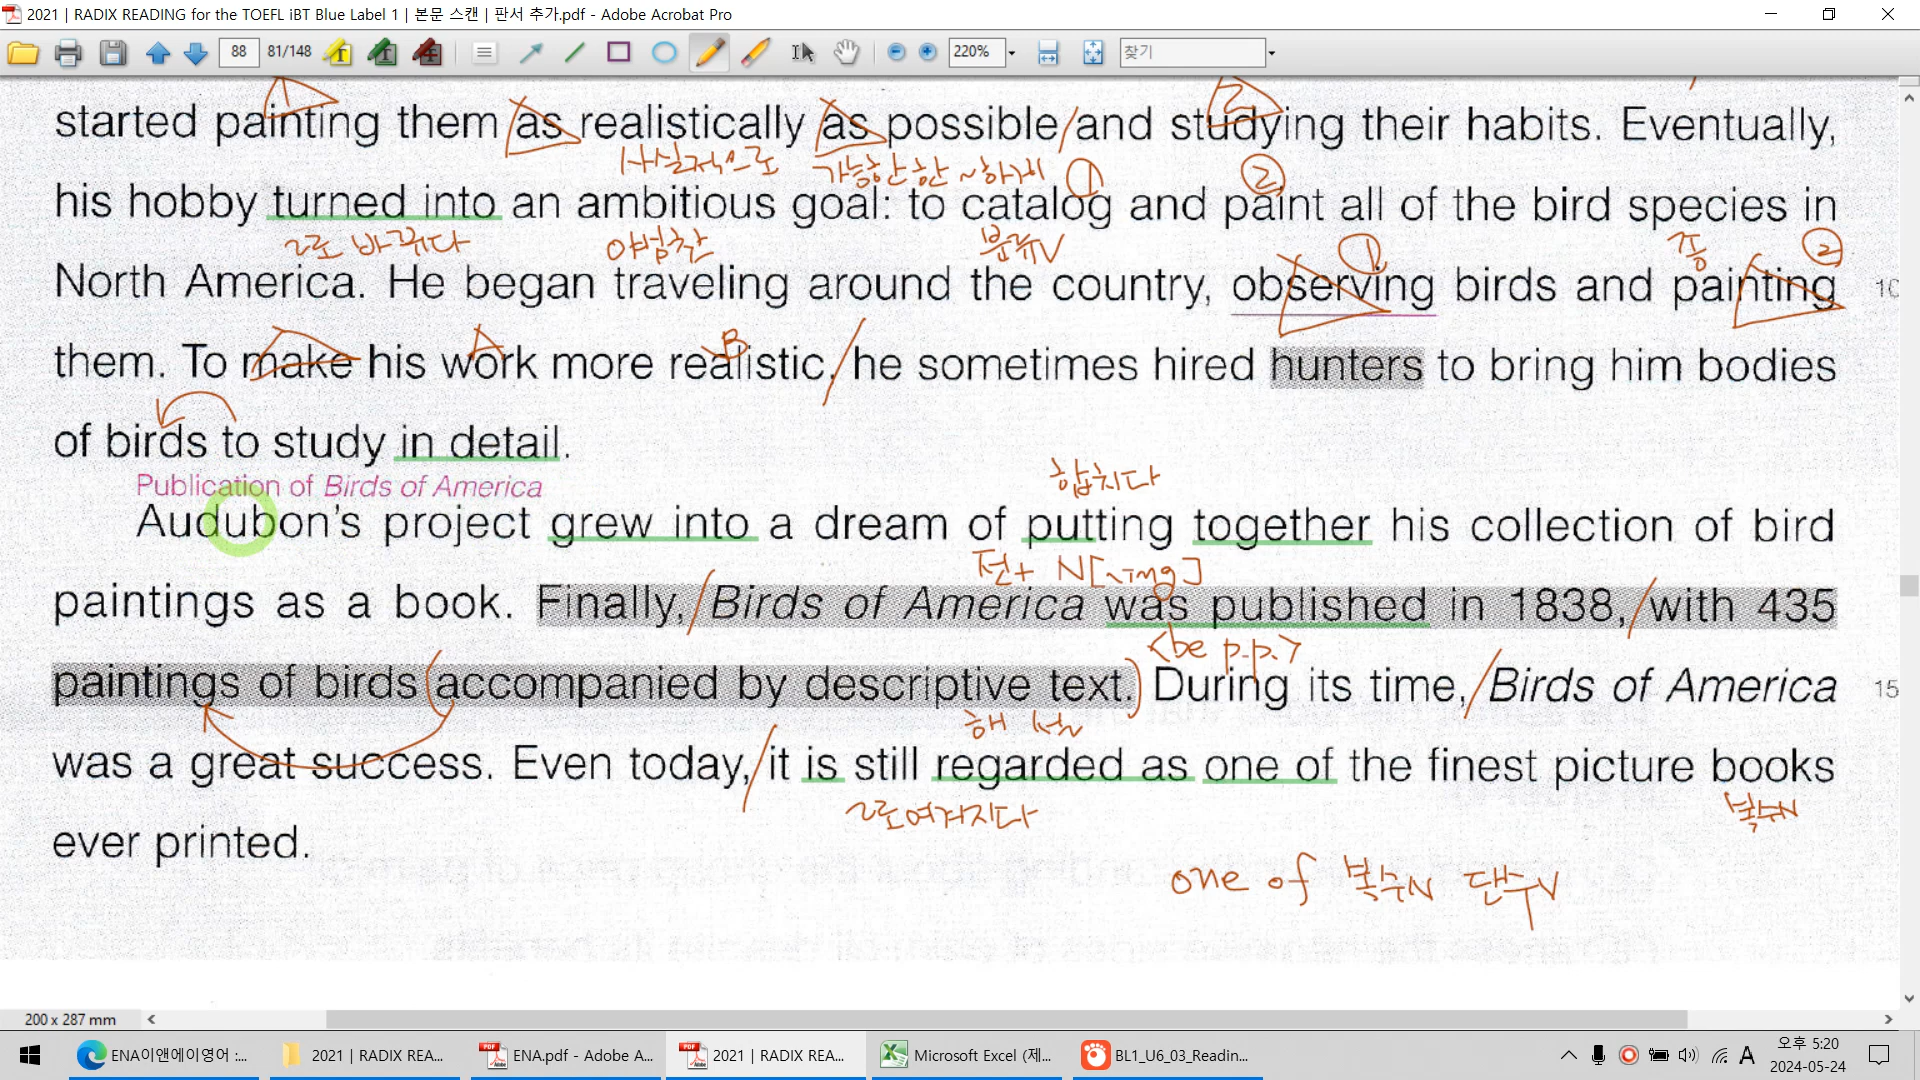 2021 | RADIX READING for the TOEFL iBT Blue Label 1 | 본문 스캔 | 판서 추가.pdf - Adobe Acrobat Pro
88 81/148 220% 찾기
1 2
started painting them as realistically as possible/and studying their habits. Eventually,
사실적으로 가능한 한 ~하게 ① ②
his hobby turned into an ambitious goal: to catalog and paint all of the bird species in
~로 바뀌다 야심찬 분류V 종 ① ②
North America. He began traveling around the country, observing birds and painting 10
A B
them. To make his work more realistic,/he sometimes hired hunters to bring him bodies
of birds to study in detail.
Publication of Birds of America 합치다
Audubon's project grew into a dream of putting together his collection of bird
전+ N[~ing]
paintings as a book. Finally,/Birds of America was published in 1838,/with 435
<be p.p.>
paintings of birds (accompanied by descriptive text.) During its time,/Birds of America 15
해설
was a great success. Even today,/it is still regarded as one of the finest picture books
~로여겨지다 복수N
ever printed.
one of 복수N 단수V
200 x 287 mm
ENA이앤에이영어 :... 2021 | RADIX REA... ENA.pdf - Adobe A... 2021 | RADIX REA... Microsoft Excel (제... BL1_U6_03_Readin... A 오후 5:20
2024-05-24